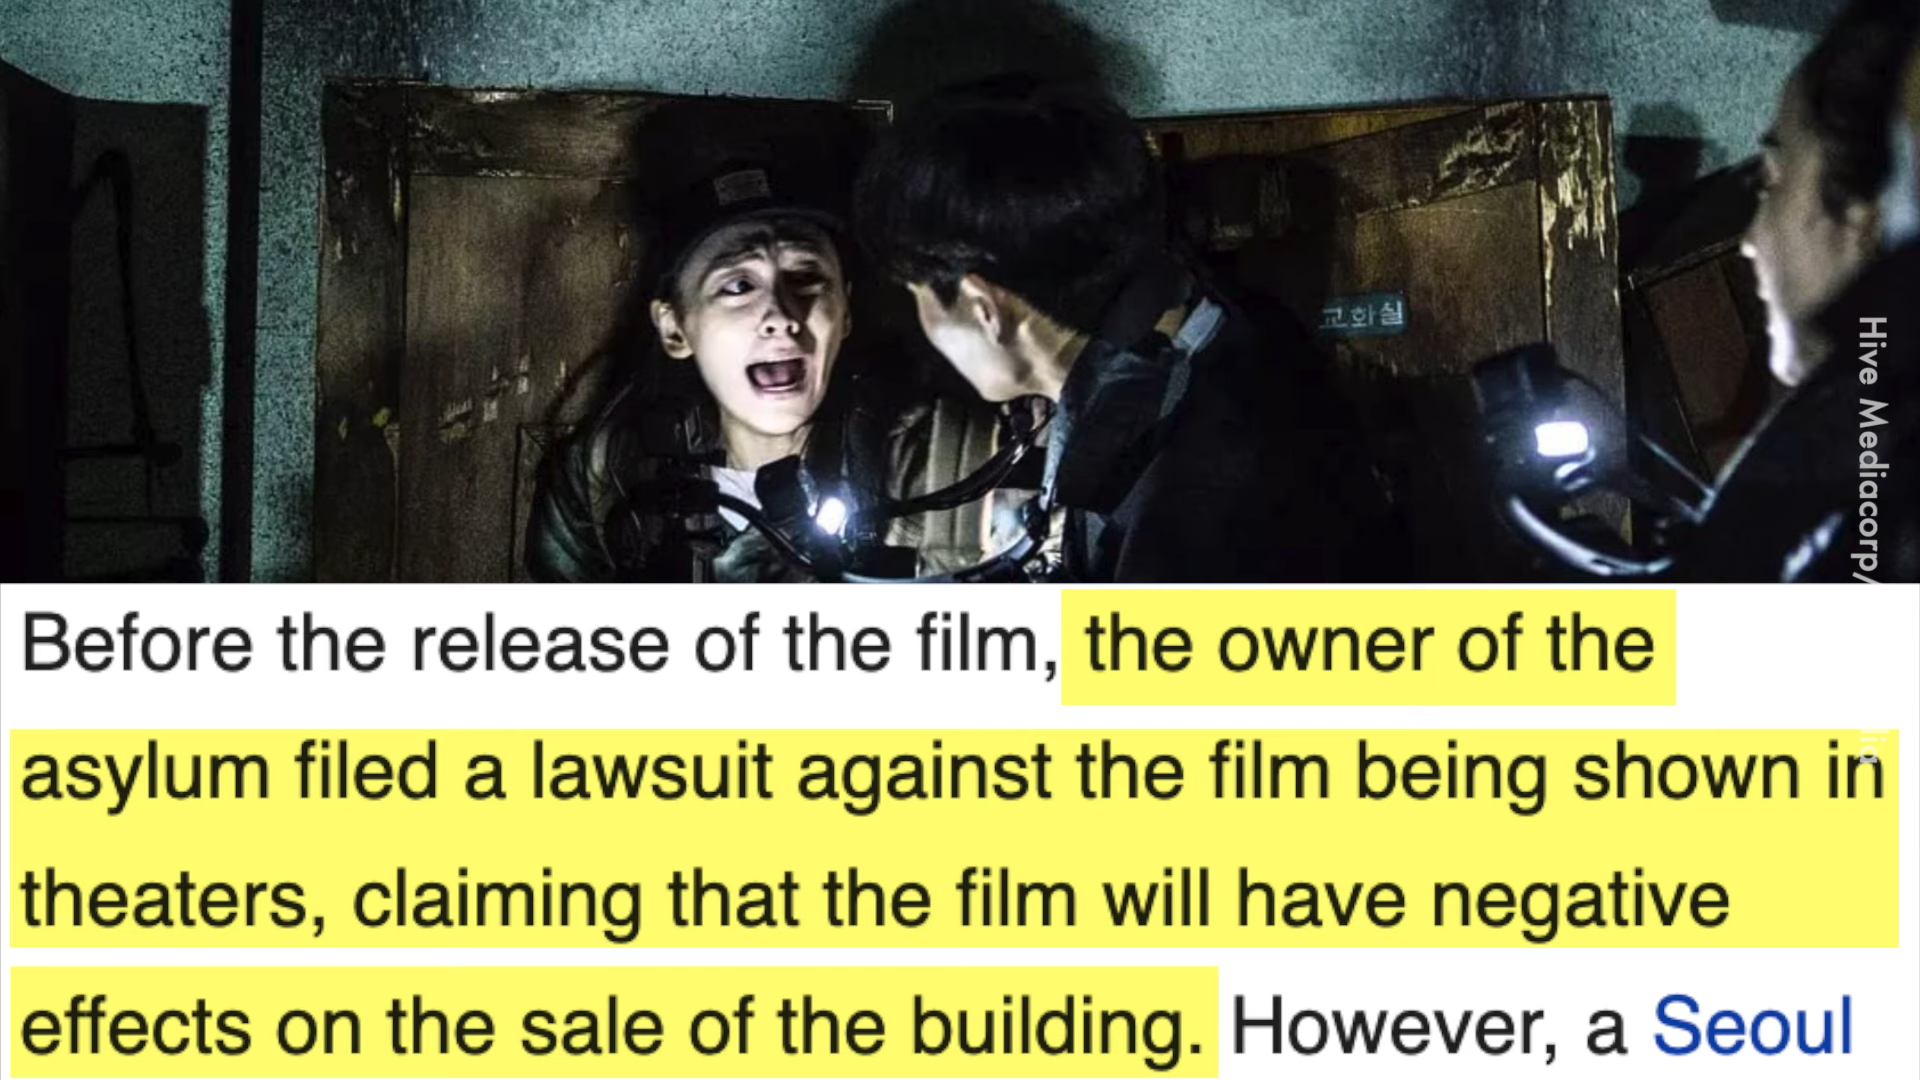 교화실
Hive Mediacorp/
Before the release of the film, the owner of the
asylum filed a lawsuit against the film being shown in
theaters, claiming that the film will have negative
effects on the sale of the building. However, a Seoul